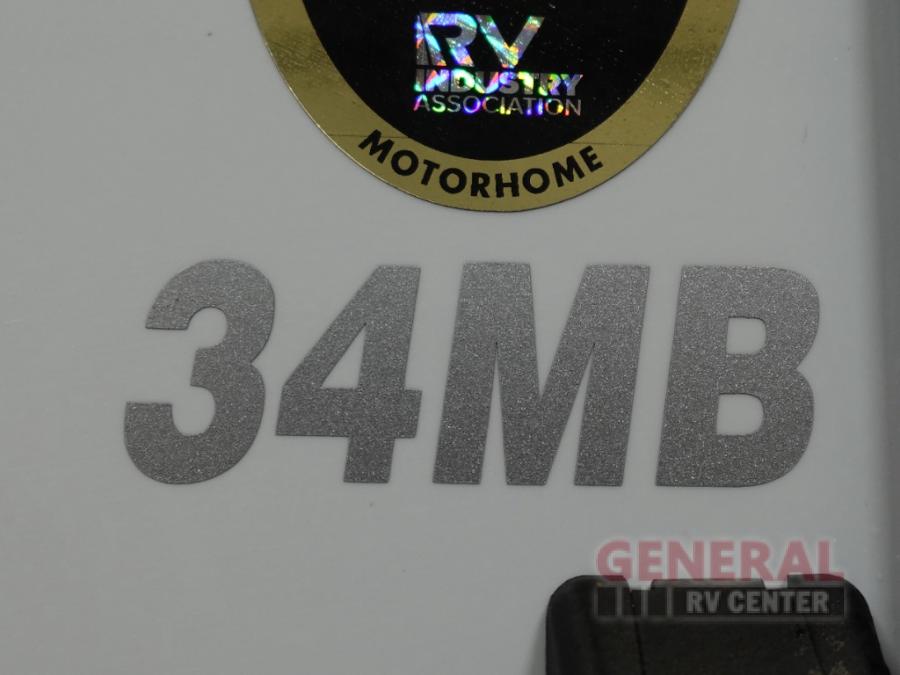 RV
INDUSTRY
ASSOCIATION
MOTORHOME
34MB
GENERAL
RV CENTER